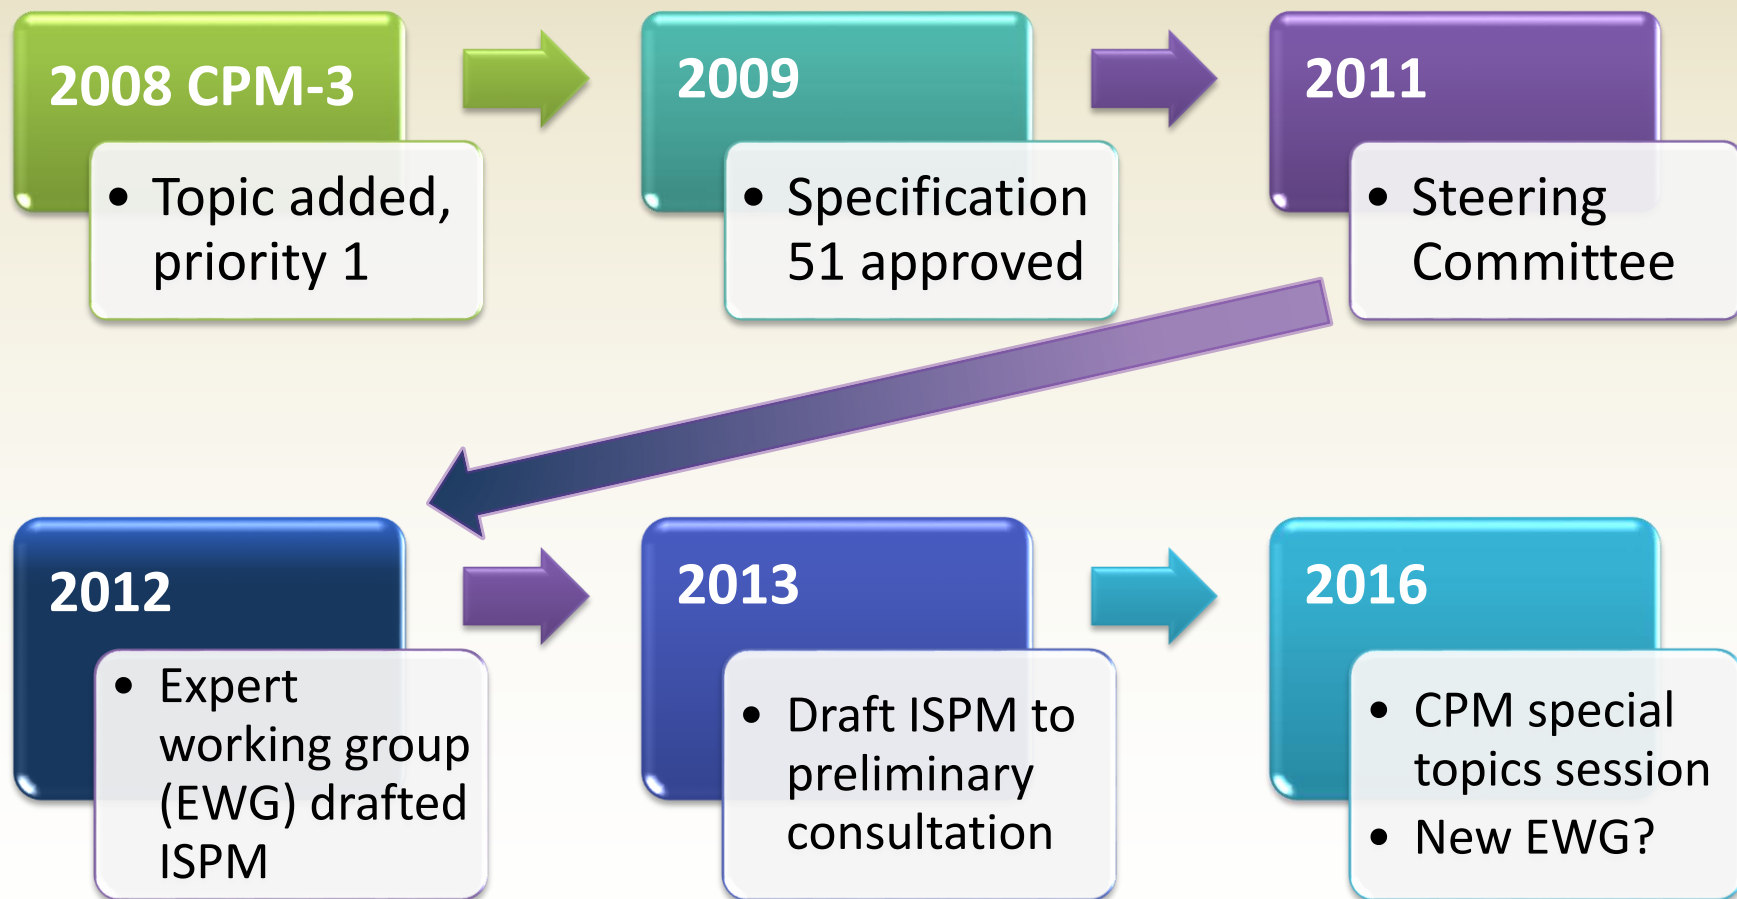 2008 CPM-3
• Topic added,
priority 1
2009
• Specification
51 approved
2011
• Steering
Committee
2012
• Expert
working group
(EWG) drafted
ISPM
2013
• Draft ISPM to
preliminary
consultation
2016
• CPM special
topics session
• New EWG?